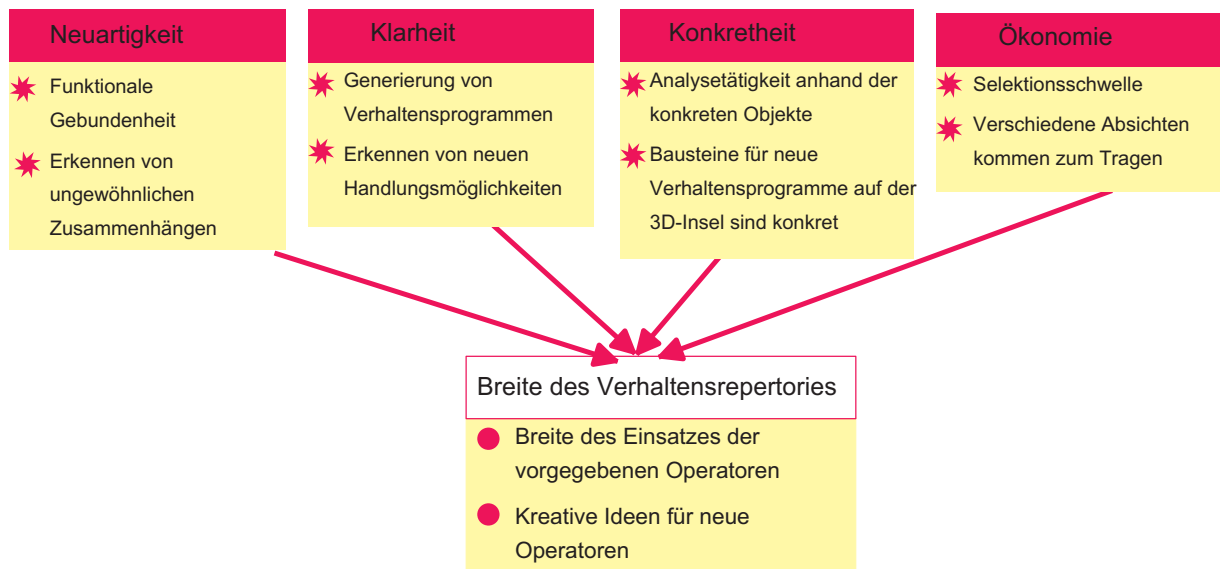 Neuartigkeit
Funktionale
Gebundenheit
Erkennen von
ungewöhnlichen
Zusammenhängen
Klarheit
Generierung von
Verhaltensprogrammen
Erkennen von neuen
Handlungsmöglichkeiten
Konkretheit
Analysetätigkeit anhand der
konkreten Objekte
Bausteine für neue
Verhaltensprogramme auf der
3D-Insel sind konkret
Ökonomie
Selektionsschwelle
Verschiedene Absichten
kommen zum Tragen
Breite des Verhaltensrepertories
Breite des Einsatzes der
vorgegebenen Operatoren
Kreative Ideen für neue
Operatoren